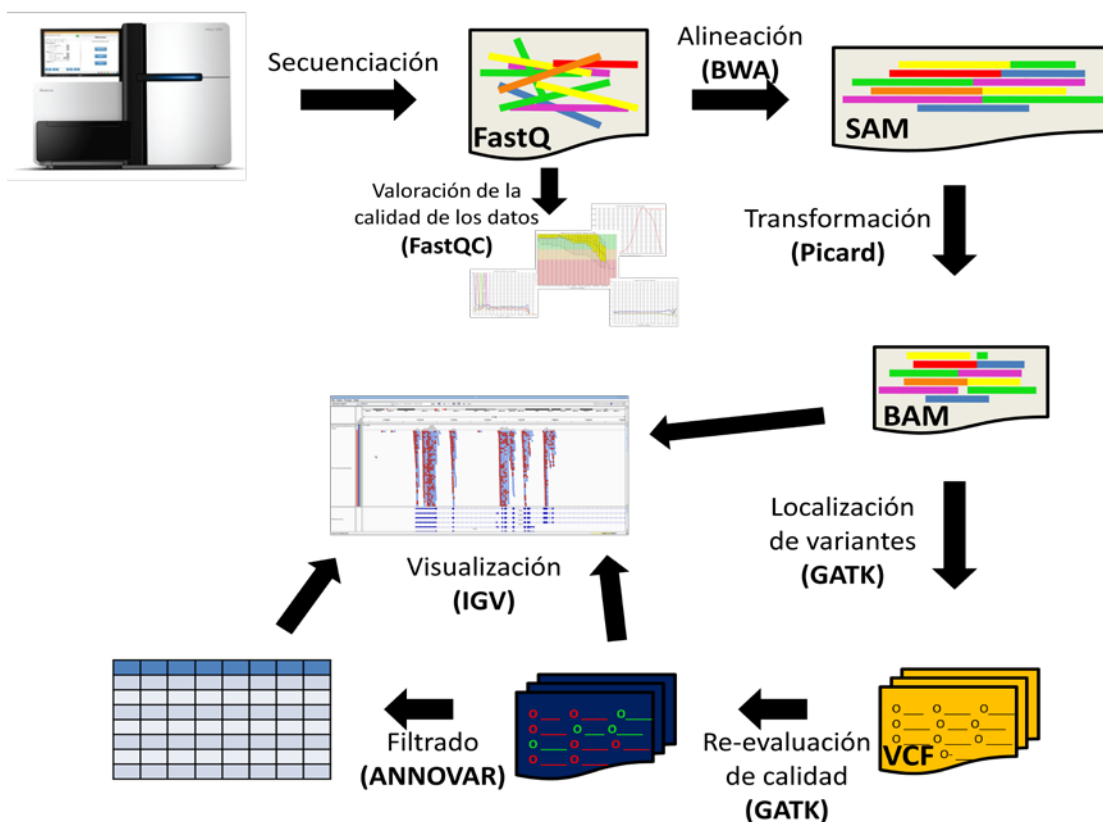 Secuenciación
FastQ
Alineación
(BWA)
SAM
Valoración de la
calidad de los datos
(FastQC)
Transformación
(Picard)
BAM
Localización
de variantes
(GATK)
VCF
Re-evaluación
de calidad
(GATK)
Filtrado
(ANNOVAR)
Visualización
(IGV)